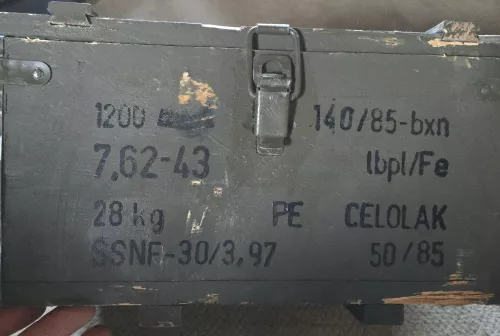 1200 140/85-bxn
7,62-43 lbpl/Fe
28 kg PE CELOLAK
SSNF-30/3,97 50/85